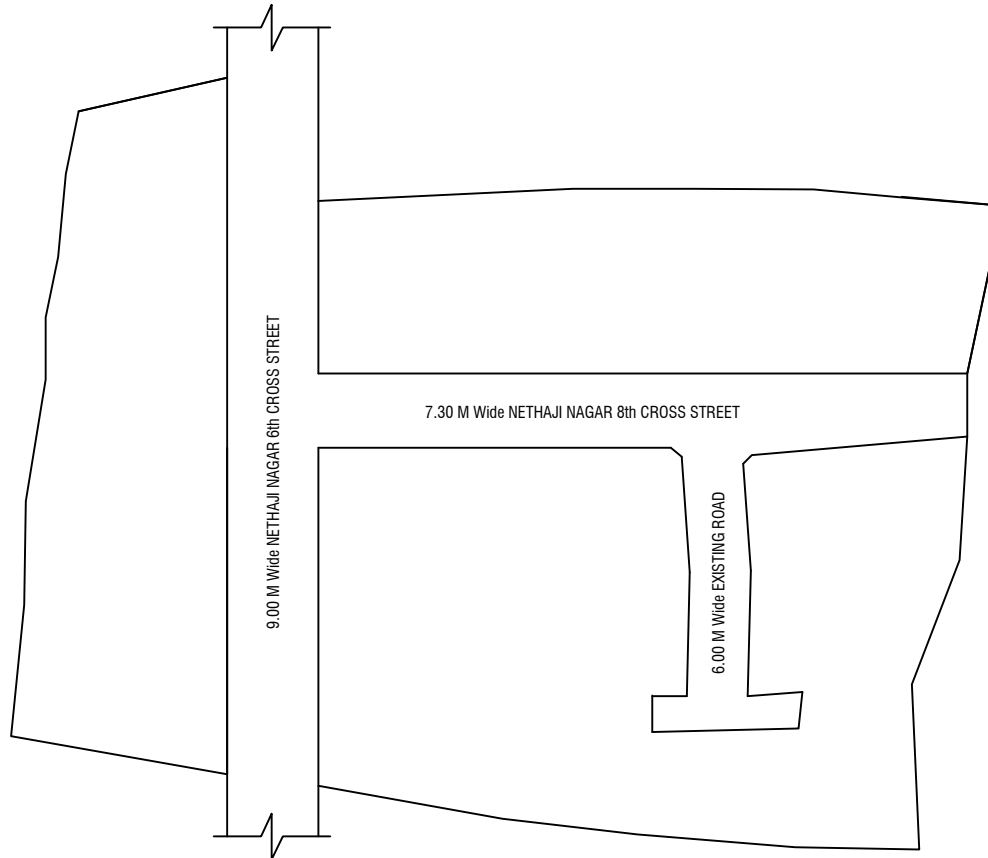 9.00 M Wide NETHAJI NAGAR 6th CROSS STREET
7.30 M Wide NETHAJI NAGAR 8th CROSS STREET
6.00 M Wide EXISTING ROAD